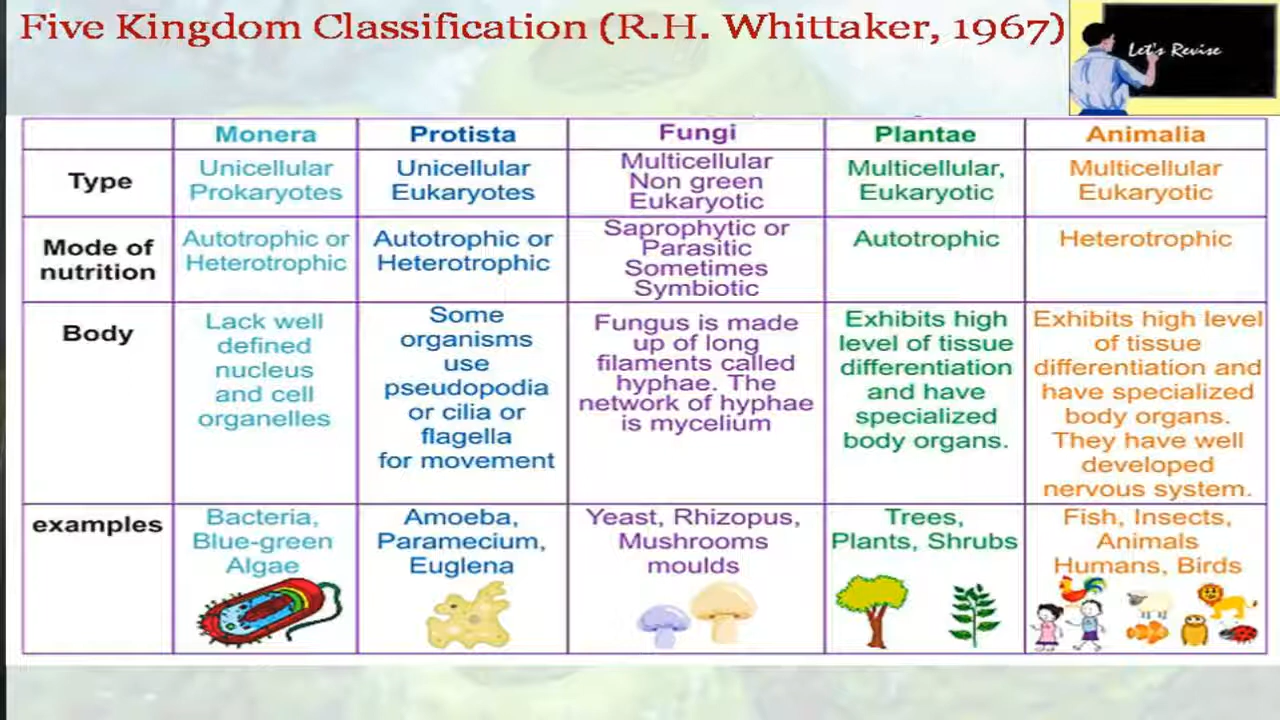 Five Kingdom Classification (R.H. Whittaker, 1967)
Let's Revise
Monera
Protista
Fungi
Plantae
Animalia
Type
Unicellular
Prokaryotes
Unicellular
Eukaryotes
Multicellular
Non green
Eukaryotic
Multicellular,
Eukaryotic
Multicellular
Eukaryotic
Mode of
nutrition
Autotrophic or
Heterotrophic
Autotrophic or
Heterotrophic
Saprophytic or
Parasitic
Sometimes
Symbiotic
Autotrophic
Heterotrophic
Body
Lack well
defined
nucleus
and cell
organelles
Some
organisms
use
pseudopodia
or cilia or
flagella
for movement
Fungus is made
up of long
filaments called
hyphae. The
network of hyphae
is mycelium
Exhibits high
level of tissue
differentiation
and have
specialized
body organs.
Exhibits high level
of tissue
differentiation and
have specialized
body organs.
They have well
developed
nervous system.
examples
Bacteria,
Blue-green
Algae
Amoeba,
Paramecium,
Euglena
Yeast, Rhizopus,
Mushrooms
moulds
Trees,
Plants, Shrubs
Fish, Insects,
Animals
Humans, Birds